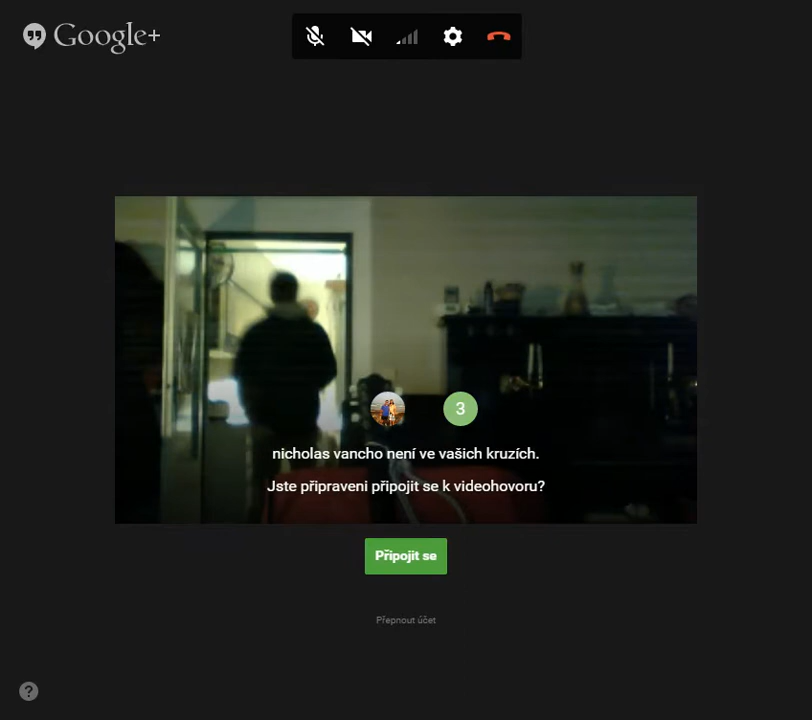 Google+
3
nicholas vancho není ve vašich kruzích.
Jste připraveni připojit se k videohovoru?
Připojit se
Přepnout účet
?